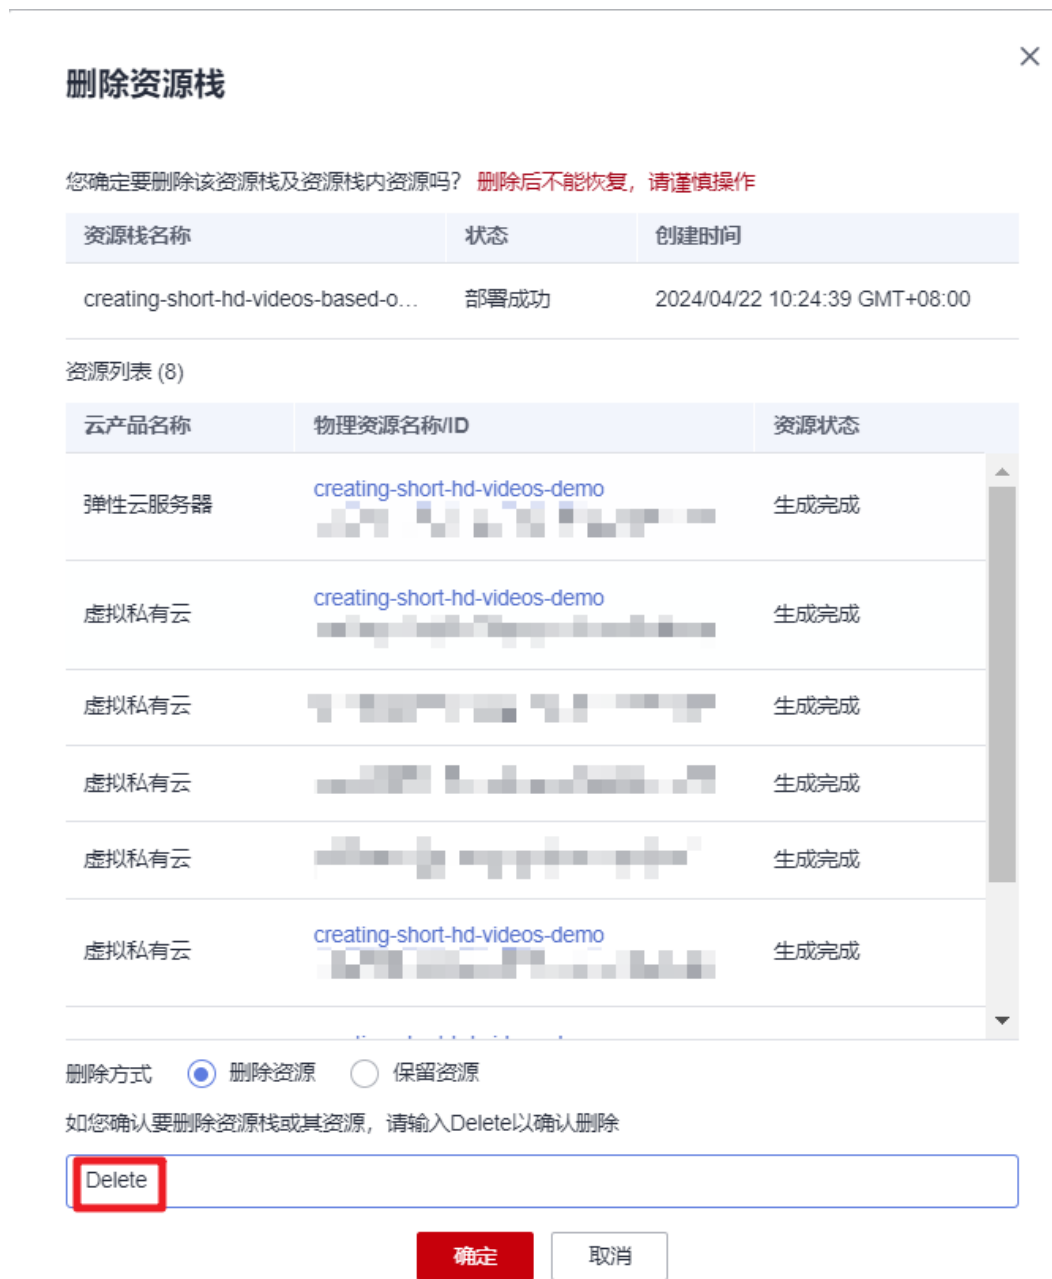 删除资源栈
您确定要删除该资源栈及资源栈内资源吗？ 删除后不能恢复，请谨慎操作
资源栈名称 状态 创建时间
creating-short-hd-videos-based-o... 部署成功 2024/04/22 10:24:39 GMT+08:00
资源列表 (8)
云产品名称 物理资源名称/ID 资源状态
creating-short-hd-videos-demo
弹性云服务器 生成完成
creating-short-hd-videos-demo
虚拟私有云 生成完成
虚拟私有云 生成完成
虚拟私有云 生成完成
虚拟私有云 生成完成
creating-short-hd-videos-demo
虚拟私有云 生成完成
删除方式 删除资源 保留资源
如您确认要删除资源栈或其资源，请输入Delete以确认删除
Delete
确定 取消